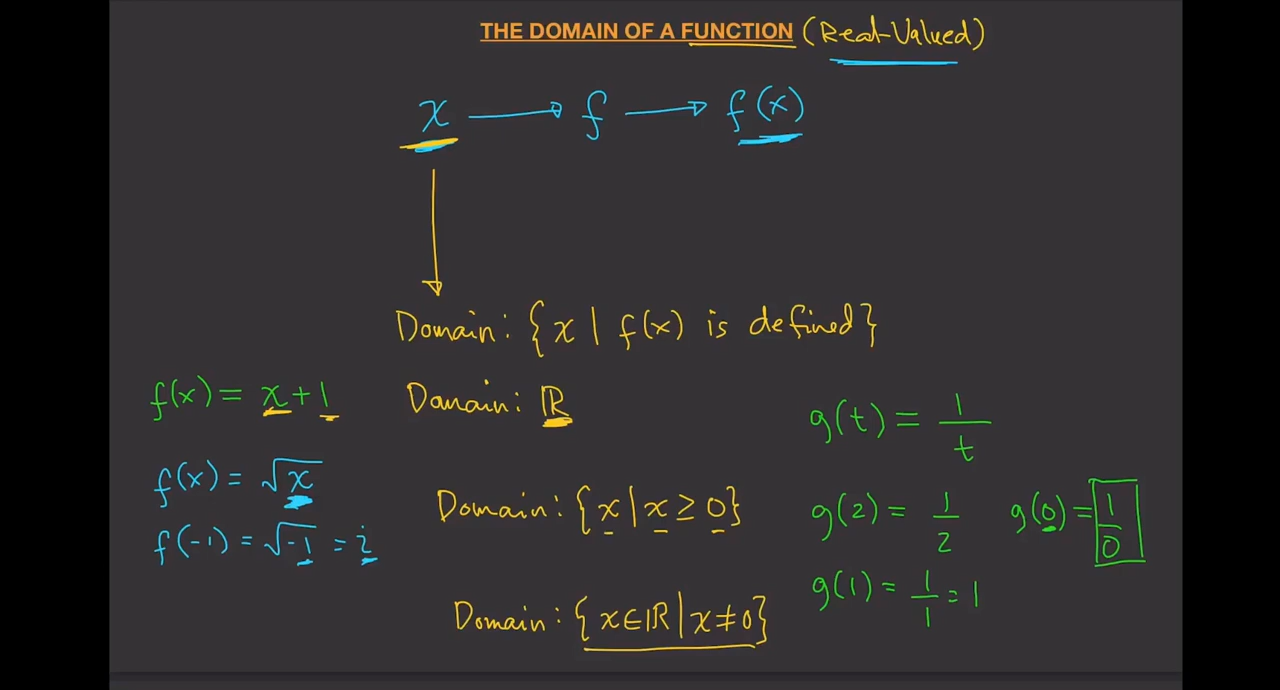 THE DOMAIN OF A FUNCTION (Real-Valued)
x → f → f(x)
Domain: {x | f(x) is defined}
f(x) = x + 1
Domain: ℝ
g(t) = 1/t
f(x) = √x
Domain: {x | x ≥ 0}
g(2) = 1/2
g(0) = 1/0
f(-1) = √-1 = i
g(1) = 1/1 = 1
Domain: {x ∈ ℝ | x ≠ 0}